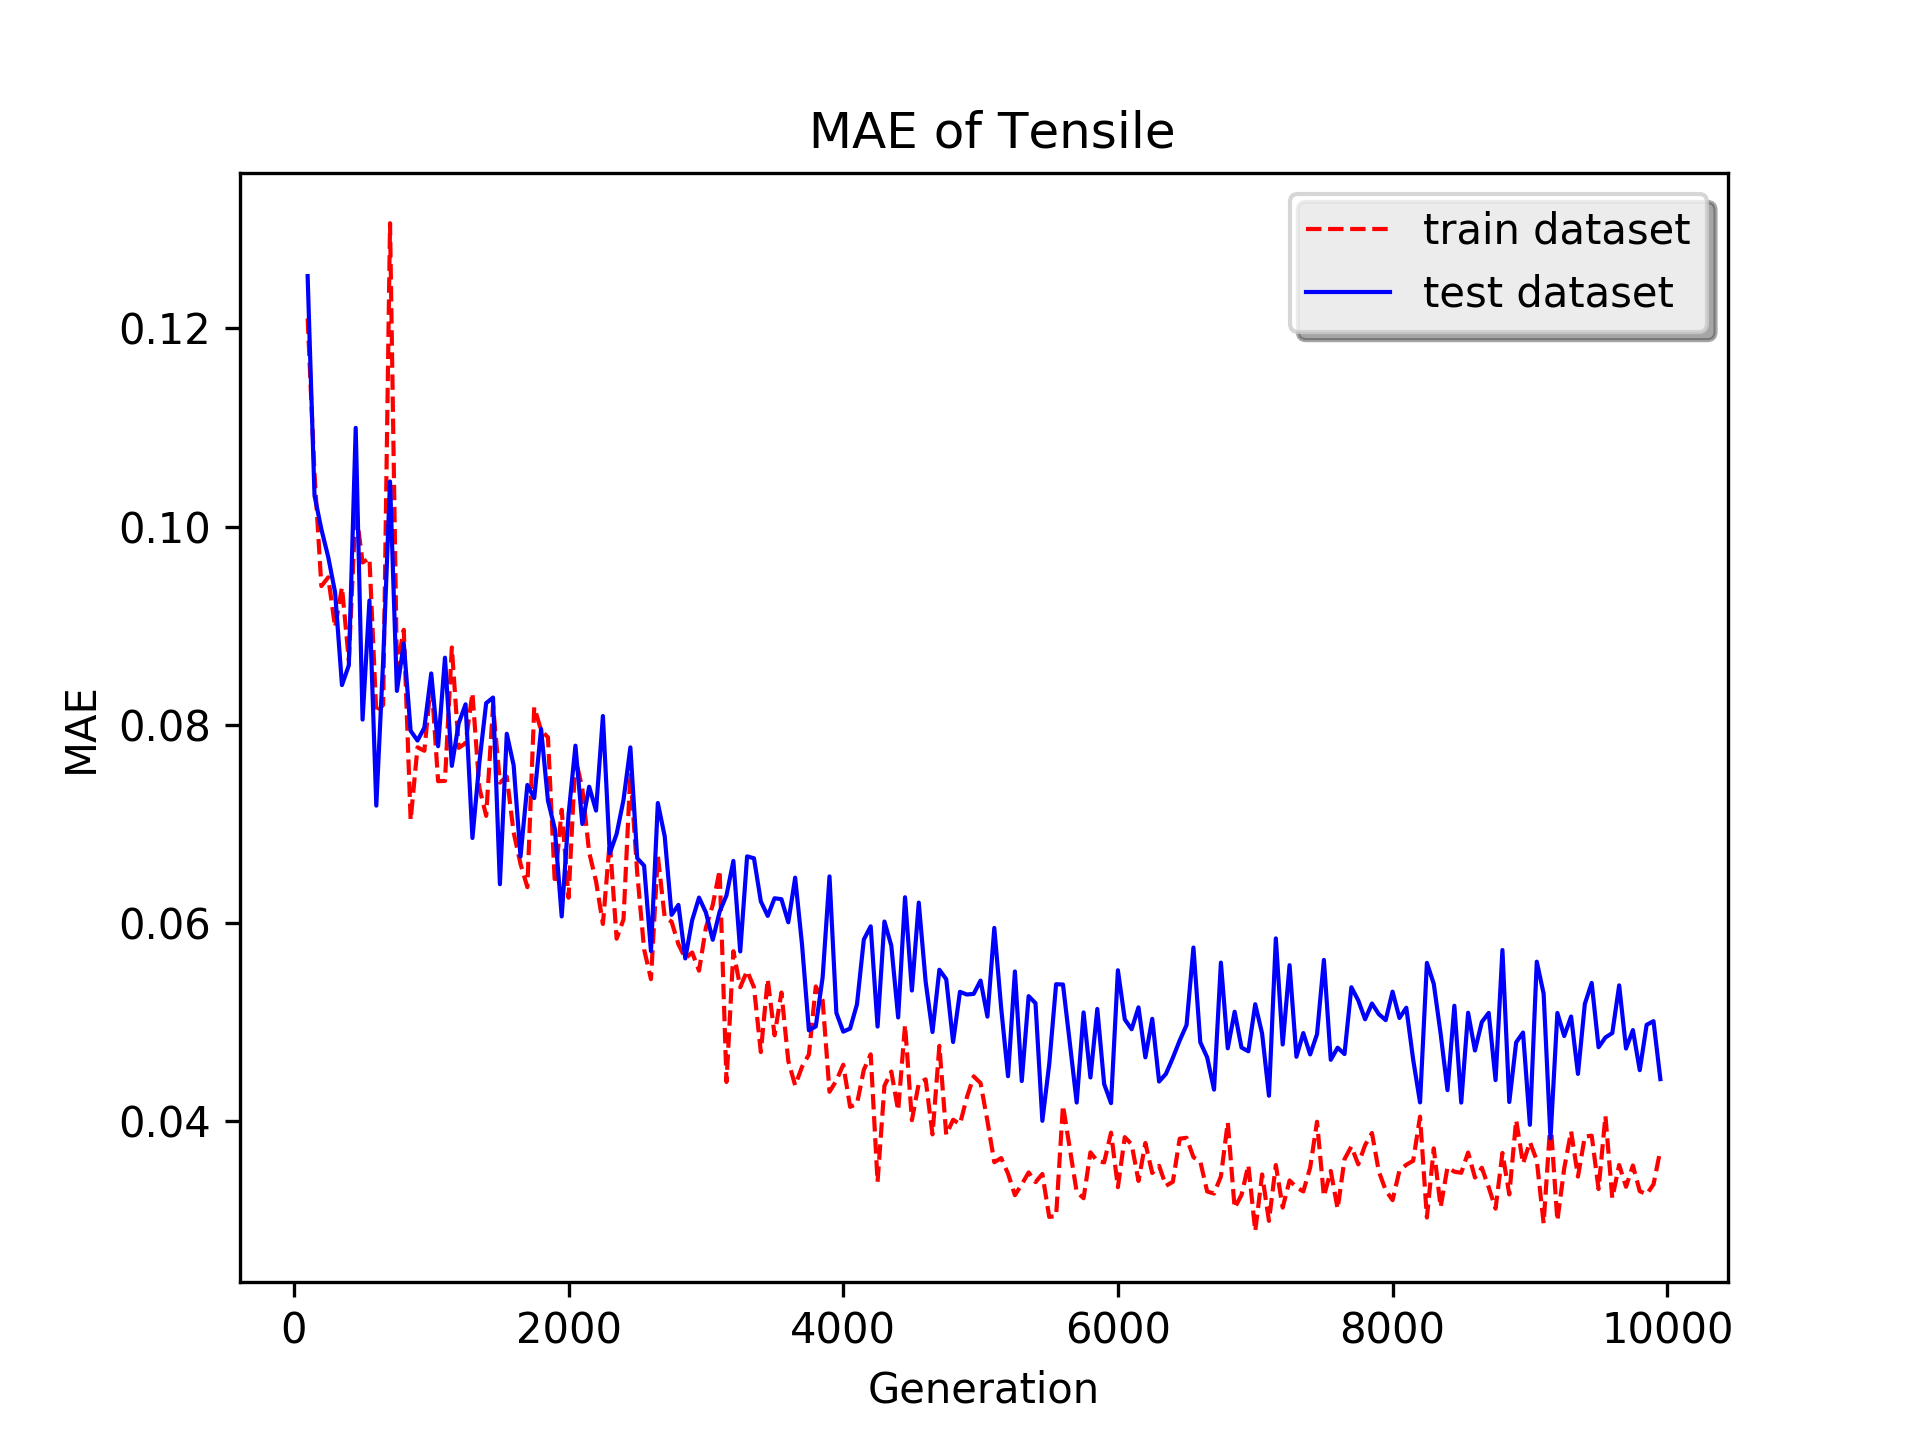 MAE of Tensile
train dataset
test dataset
0.12
0.10
0.08
0.06
0.04
MAE
0 2000 4000 6000 8000 10000
Generation